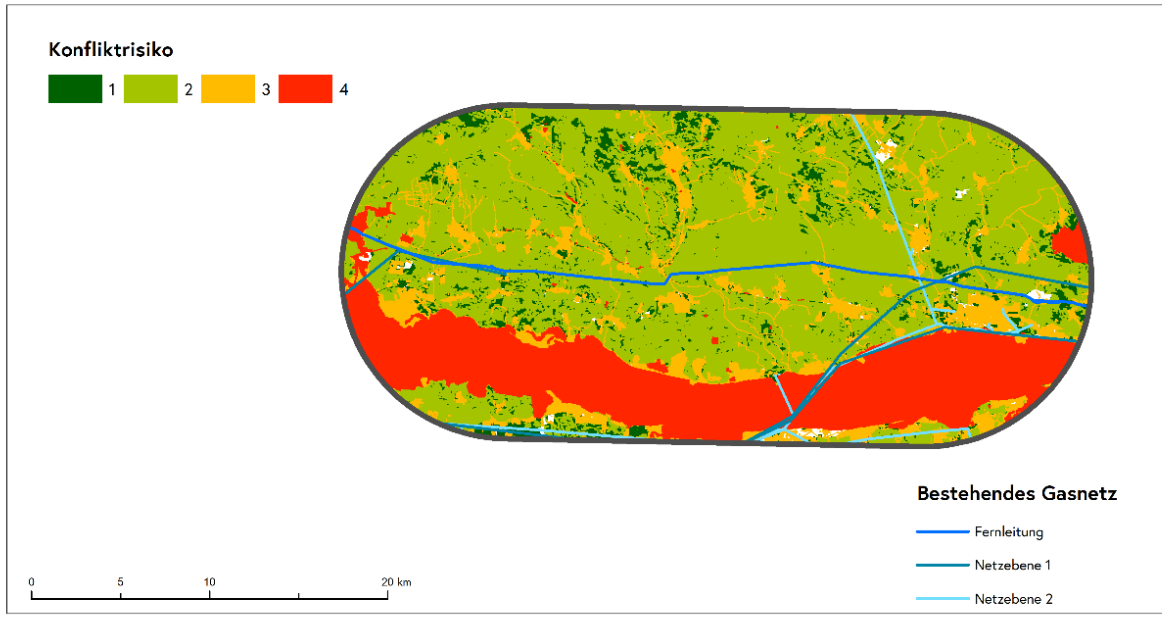 Konfliktrisiko
1 2 3 4
Bestehendes Gasnetz
Fernleitung
Netzebene 1
Netzebene 2
0 5 10 20 km